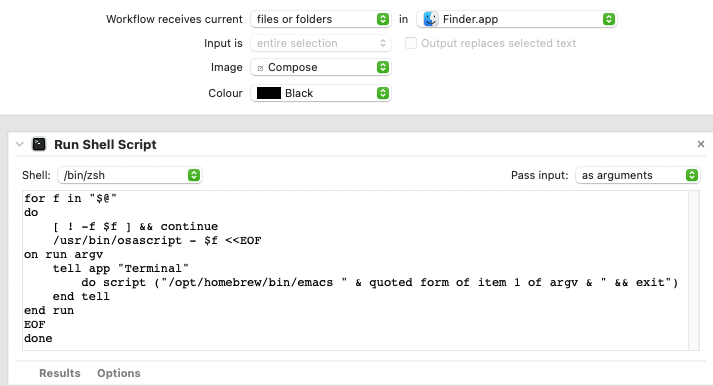 Workflow receives current files or folders in Finder.app
Input is entire selection Output replaces selected text
Image Compose
Colour Black
Run Shell Script
Shell: /bin/zsh Pass input: as arguments
for f in "$@"
do
    [ ! -f $f ] && continue
    /usr/bin/osascript - $f <<EOF
on run argv
    tell app "Terminal"
        do script ("/opt/homebrew/bin/emacs " & quoted form of item 1 of argv & " && exit")
    end tell
end run
EOF
done
Results Options